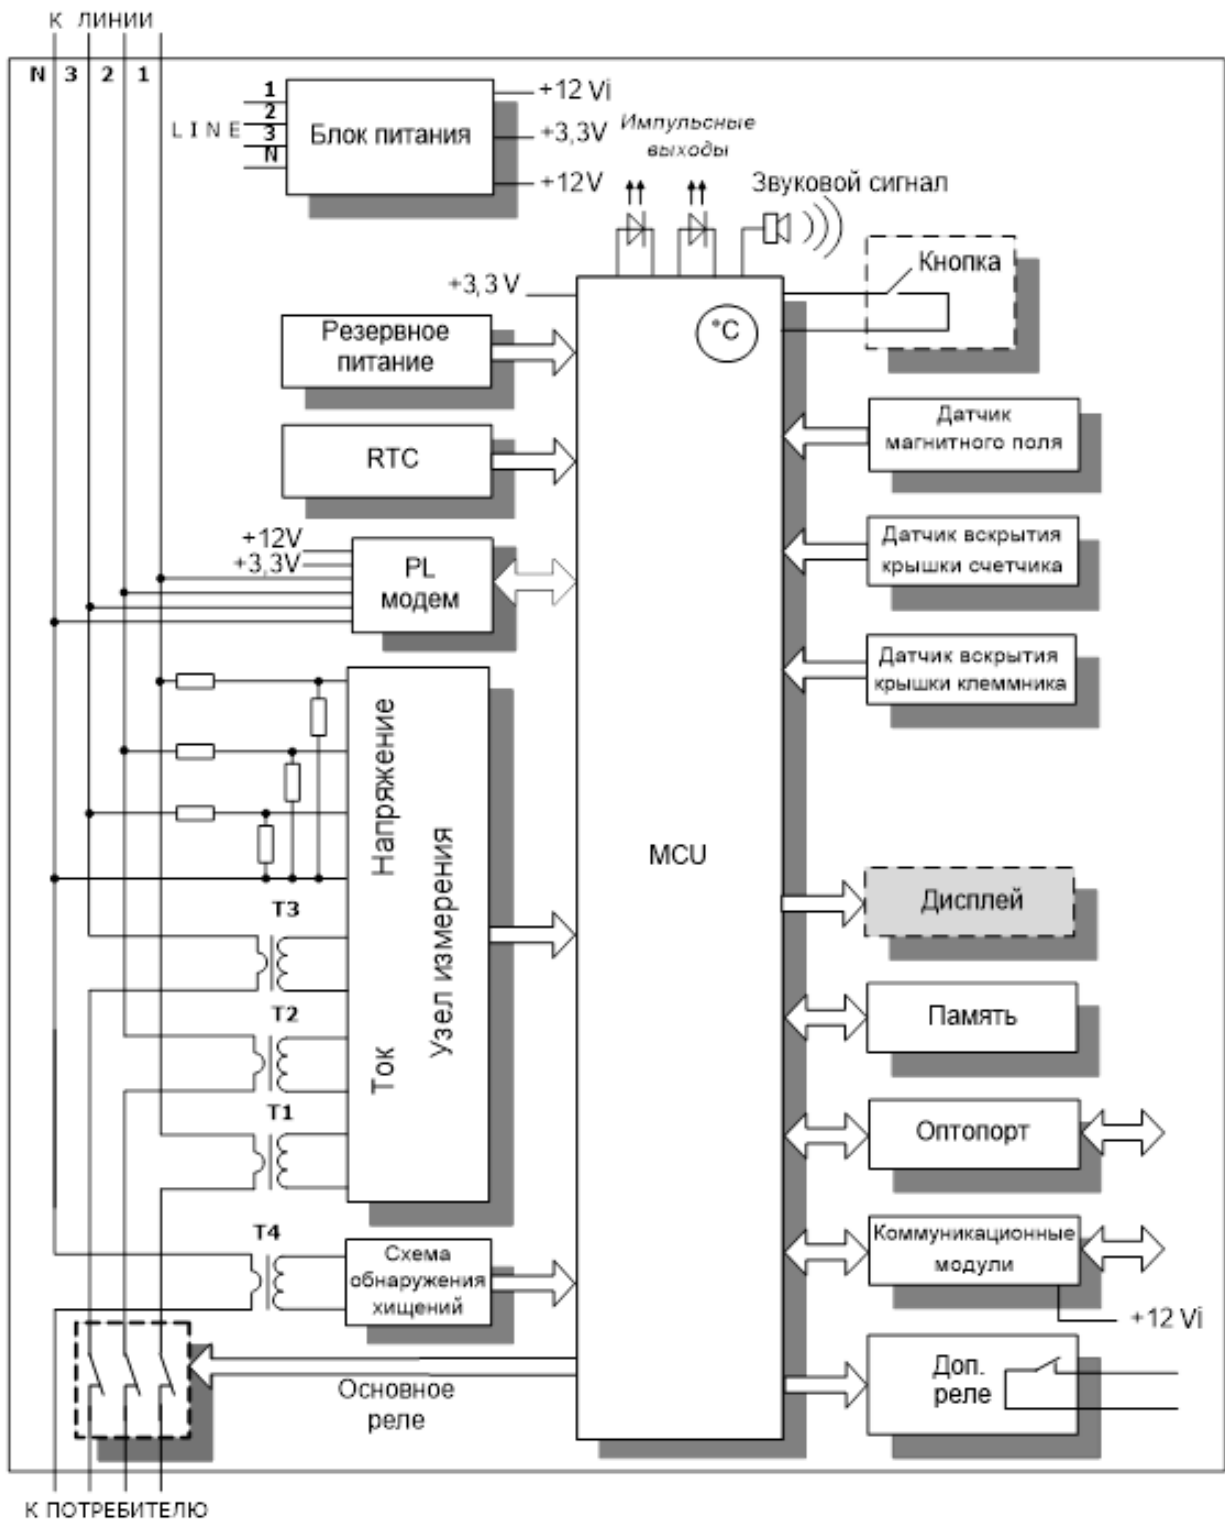 К ЛИНИИ
N 3 2 1
LINE
1
2
3
N
Блок питания
+12 Vi
+3,3V
+12V
Импульсные
выходы
Звуковой сигнал
Кнопка
+3,3 V
°C
Резервное
питание
RTC
Датчик
магнитного поля
+12V
+3,3V
PL
модем
Датчик вскрытия
крышки счетчика
Датчик вскрытия
крышки клеммника
Напряжение
Ток
Узел измерения
MCU
T3
T2
T1
T4
Дисплей
Память
Оптопорт
Схема
обнаружения
хищений
Коммуникационные
модули
+12 Vi
Основное
реле
Доп.
реле
К ПОТРЕБИТЕЛЮ